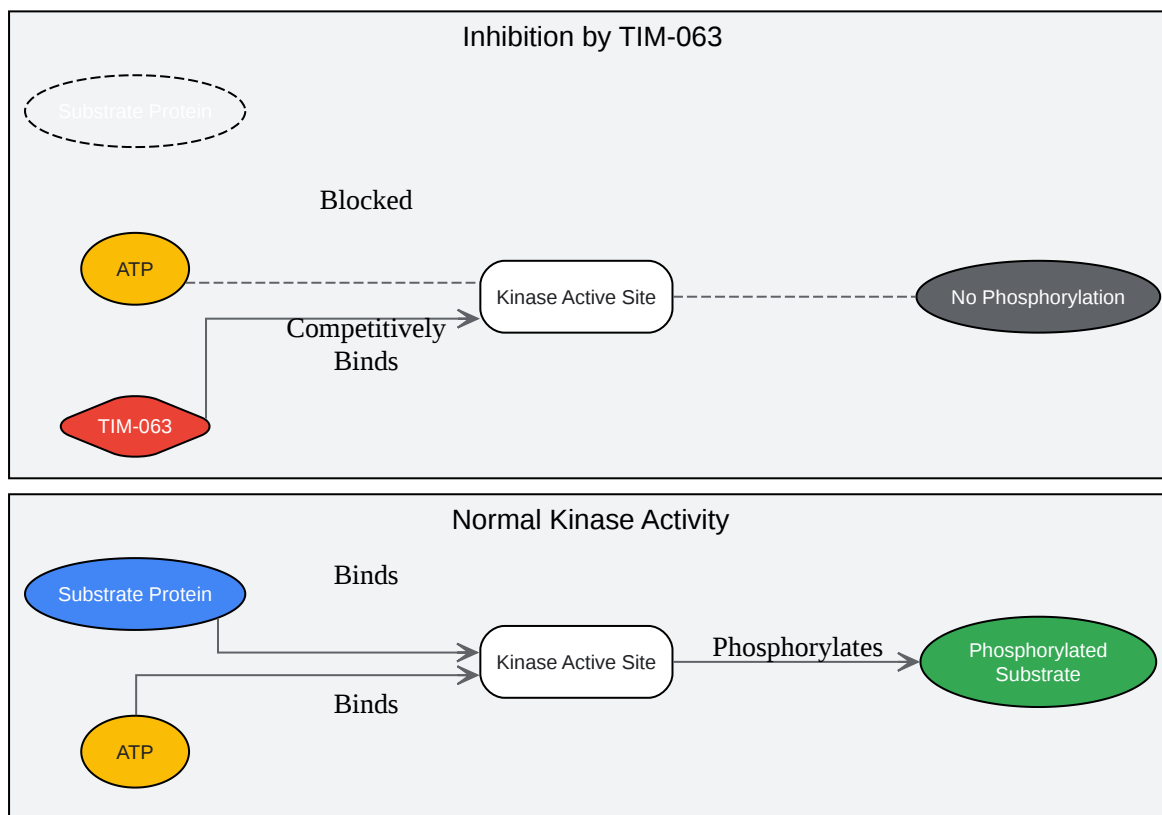 Inhibition by TIM-063
Substrate Protein
Blocked
ATP
Kinase Active Site
No Phosphorylation
Competitively
Binds
TIM-063
Normal Kinase Activity
Binds
Substrate Protein
Phosphorylates
Kinase Active Site
Phosphorylated
Substrate
Binds
ATP